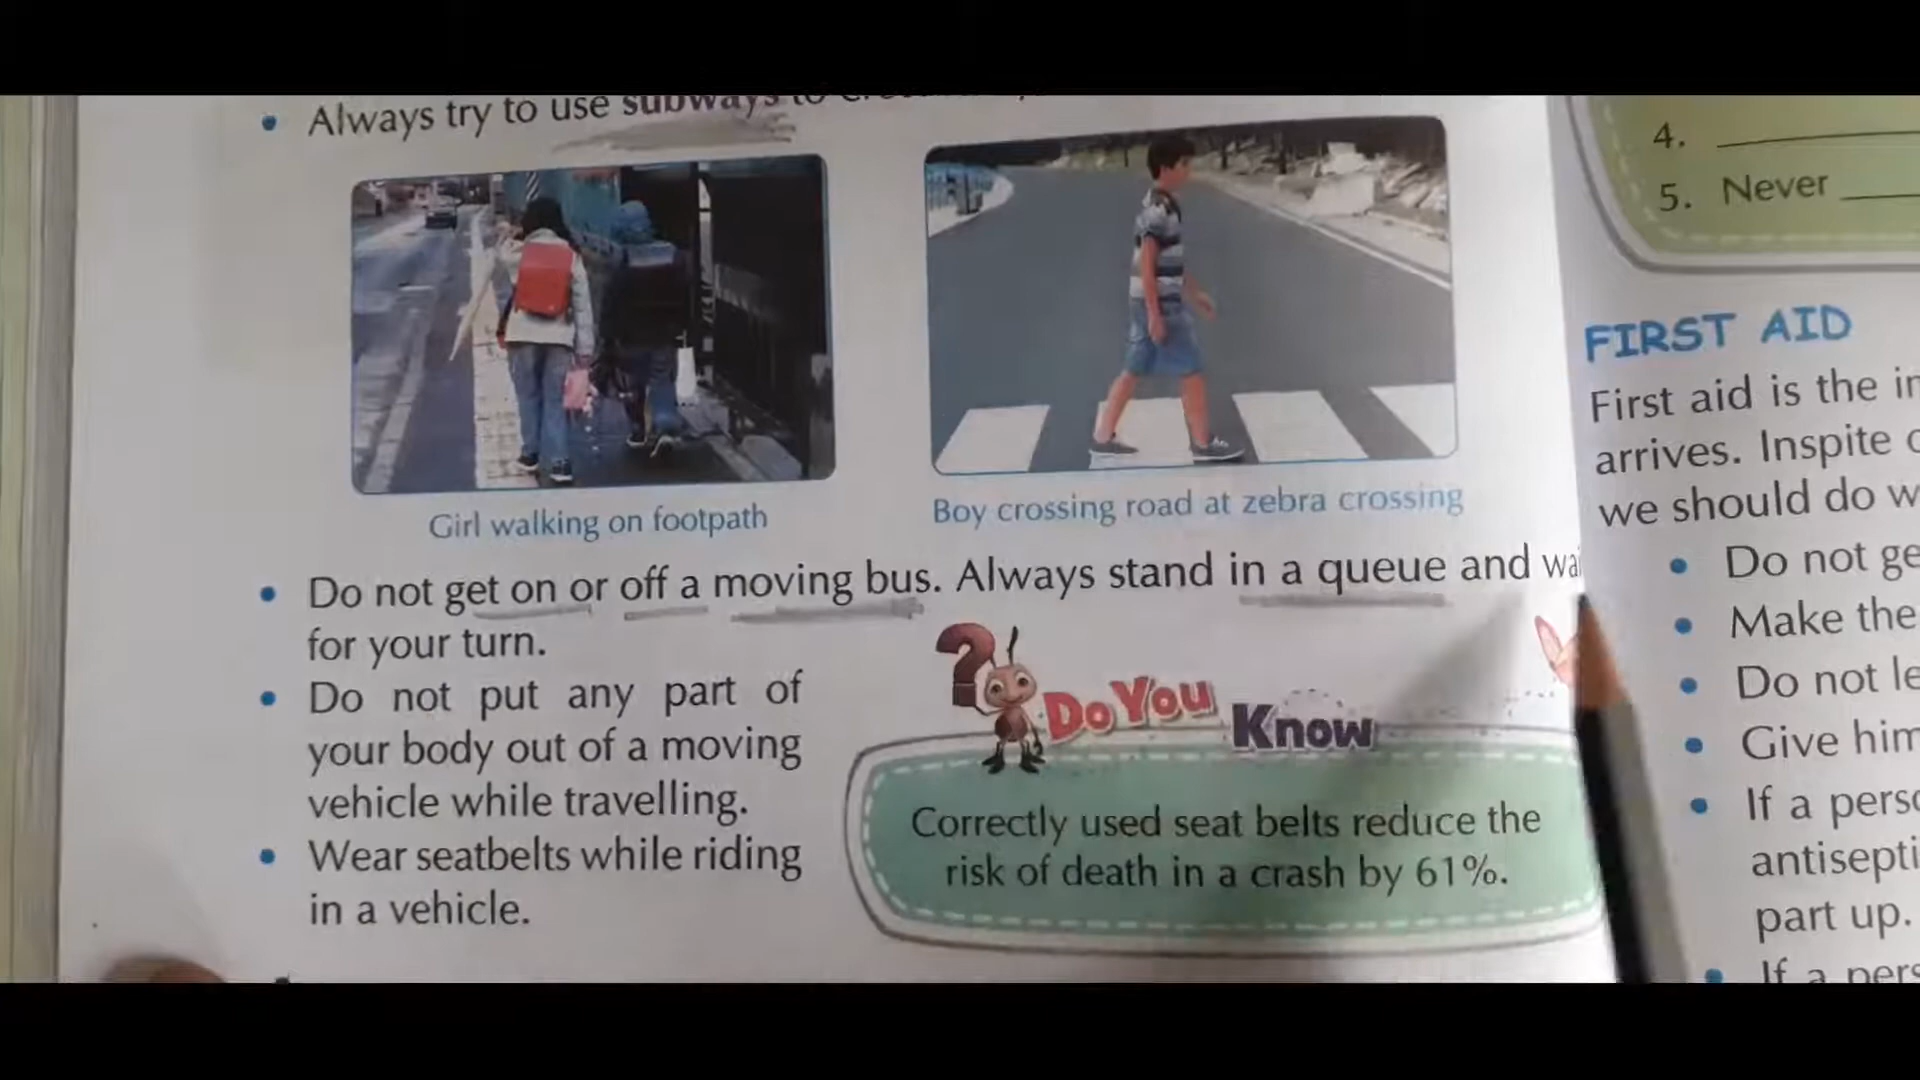 • Always try to use subways to
Girl walking on footpath
Boy crossing road at zebra crossing
• Do not get on or off a moving bus. Always stand in a queue and
for your turn.
• Do not put any part of
your body out of a moving
vehicle while travelling.
• Wear seatbelts while riding
in a vehicle.
Do You Know
Correctly used seat belts reduce the
risk of death in a crash by 61%.
4.
5. Never
FIRST AID
First aid is the
arrives. Inspite
we should do
• Do not
• Make the
• Do not
• Give him
• If a
antisepti
part up.
• If a